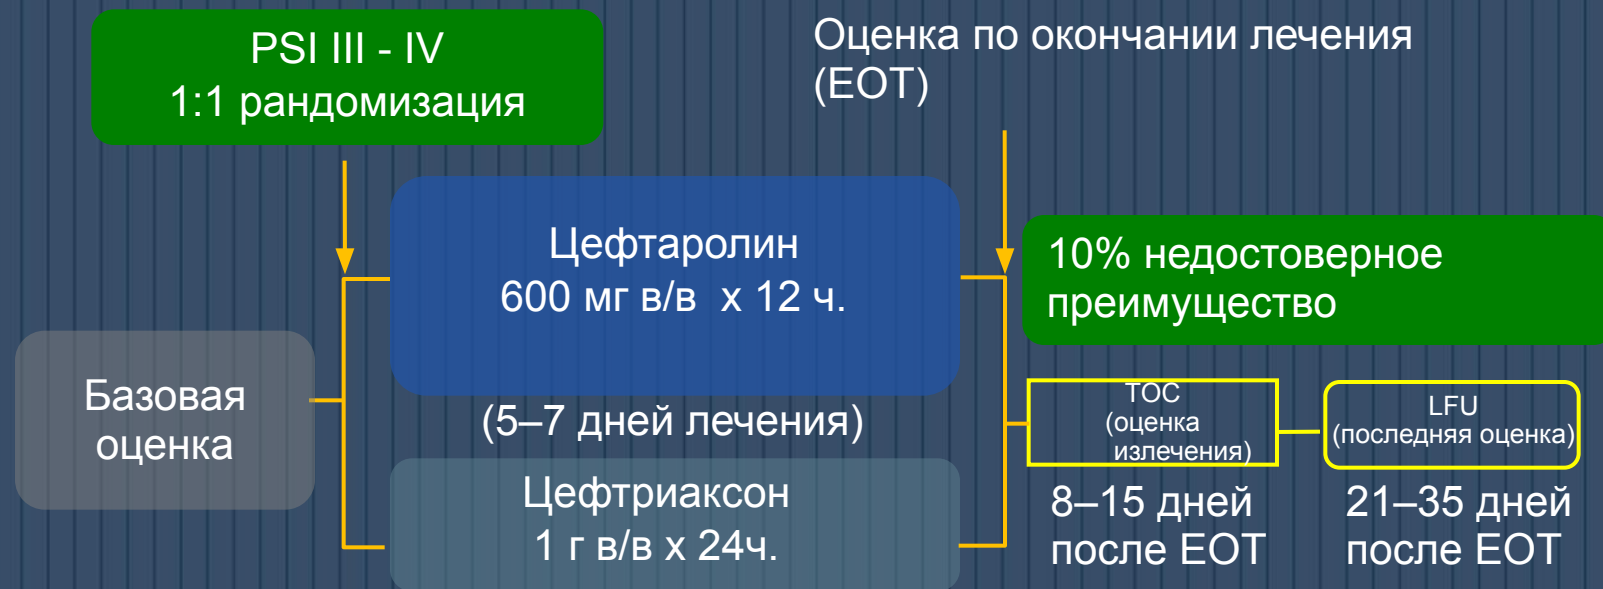 PSI III - IV
1:1 рандомизация
Оценка по окончании лечения
(EOT)
Цефтаролин
600 мг в/в х 12 ч.
10% недостоверное
преимущество
Базовая
оценка
(5–7 дней лечения)
TOC
(оценка
излечения)
LFU
(последняя оценка)
Цефтриаксон
1 г в/в х 24ч.
8–15 дней
после EOT
21–35 дней
после EOT